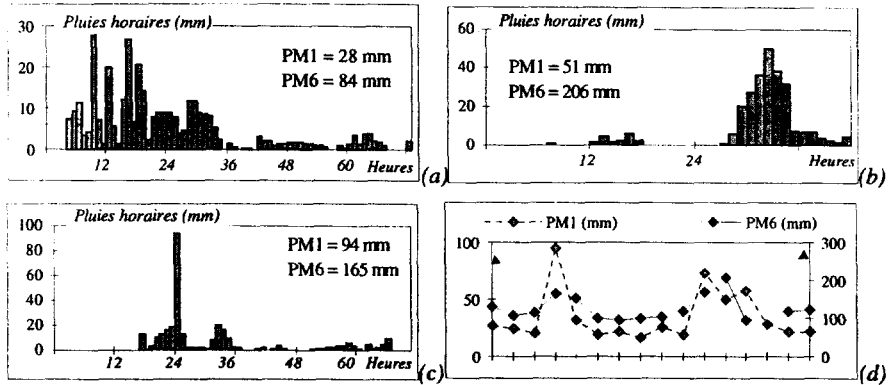 Pluies horaires (mm)
30
20
10
0
PM1 = 28 mm
PM6 = 84 mm
12 24 36 48 60 Heures
(a)
Pluies horaires (mm)
60
40
20
0
PM1 = 51 mm
PM6 = 206 mm
12 24 Heures
(b)
Pluies horaires (mm)
100
80
60
40
20
0
PM1 = 94 mm
PM6 = 165 mm
12 24 36 48 60 Heures
(c)
PM1 (mm) PM6 (mm)
100
50
0
300
200
100
0
(d)